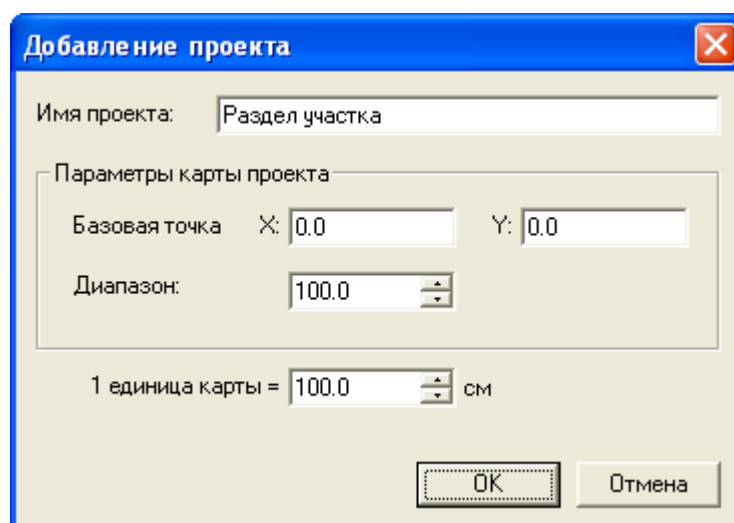 Добавление проекта
Имя проекта: Раздел участка
Параметры карты проекта
Базовая точка X: 0.0 Y: 0.0
Диапазон: 100.0
1 единица карты = 100.0 см
OK Отмена